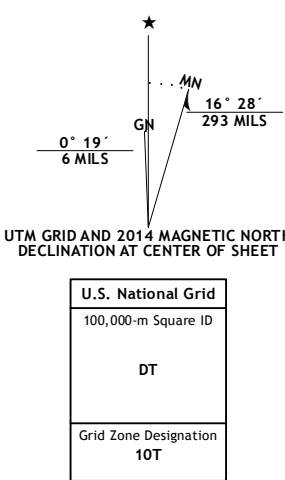 ★
MN
16° 28´
293 MILS
GN
0° 19´
6 MILS
UTM GRID AND 2014 MAGNETIC NORTH
DECLINATION AT CENTER OF SHEET
U.S. National Grid
100,000-m Square ID
DT
Grid Zone Designation
10T